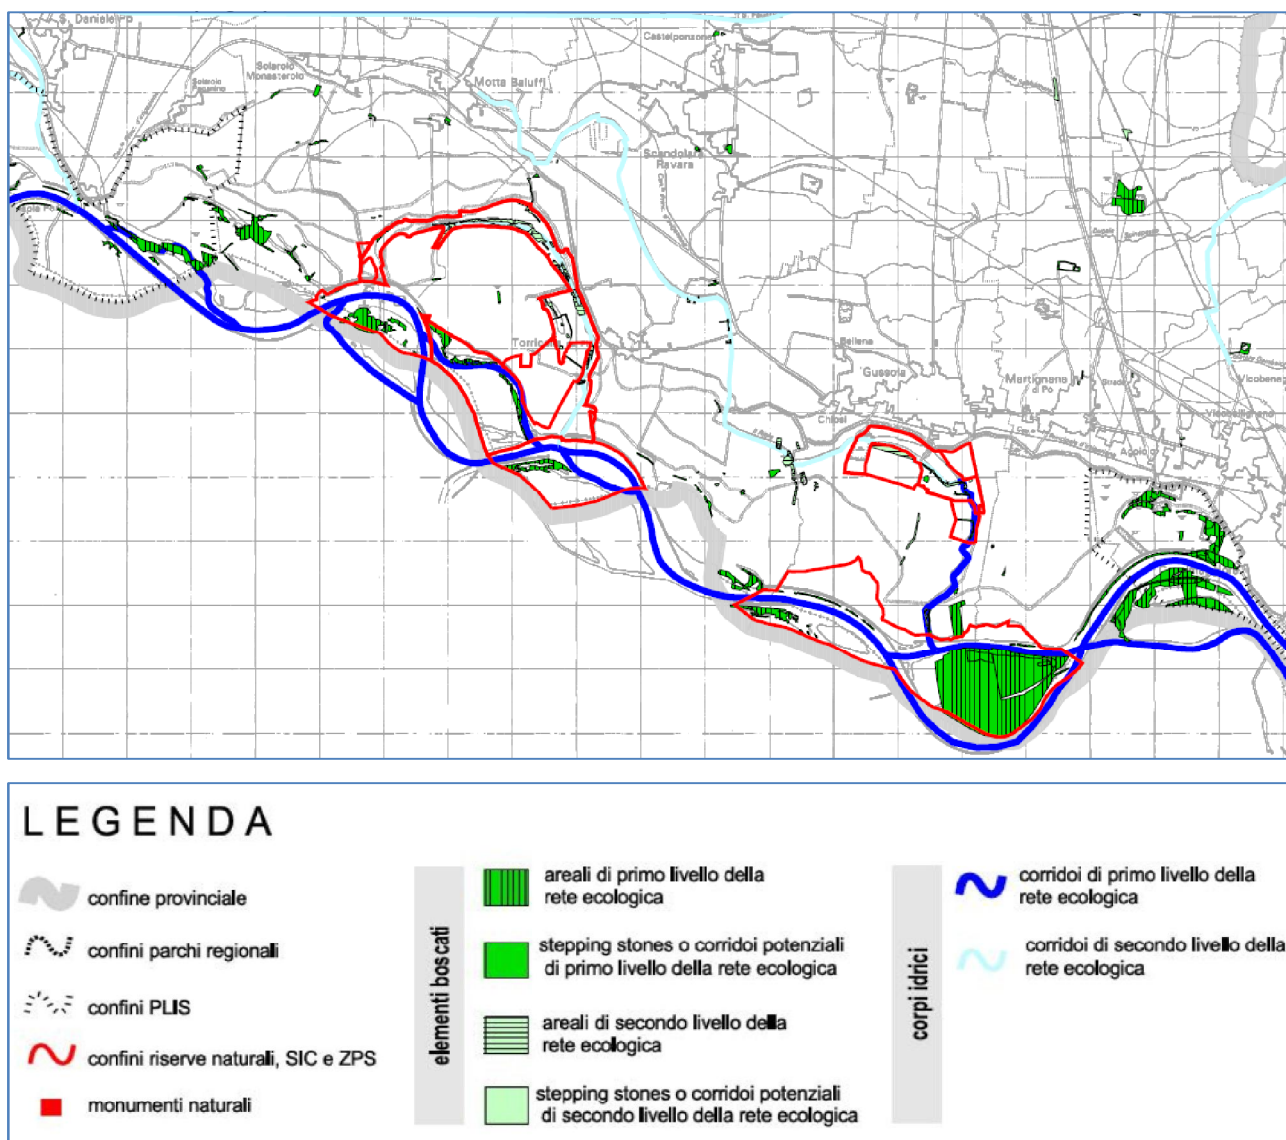 S. Daniele Po
Castelponzone
Solarolo
Monasterolo
Motta Baluffi
Scandolara
Ravara
Bellena
Gussola
Martignana
di Po
Chiosi
LEGENDA
confine provinciale
confini parchi regionali
confini PLIS
confini riserve naturali, SIC e ZPS
monumenti naturali
elementi boscati
areali di primo livello della
rete ecologica
stepping stones o corridoi potenziali
di primo livello della rete ecologica
areali di secondo livello della
rete ecologica
stepping stones o corridoi potenziali
di secondo livello della rete ecologica
corpi idrici
corridoi di primo livello della
rete ecologica
corridoi di secondo livello della
rete ecologica